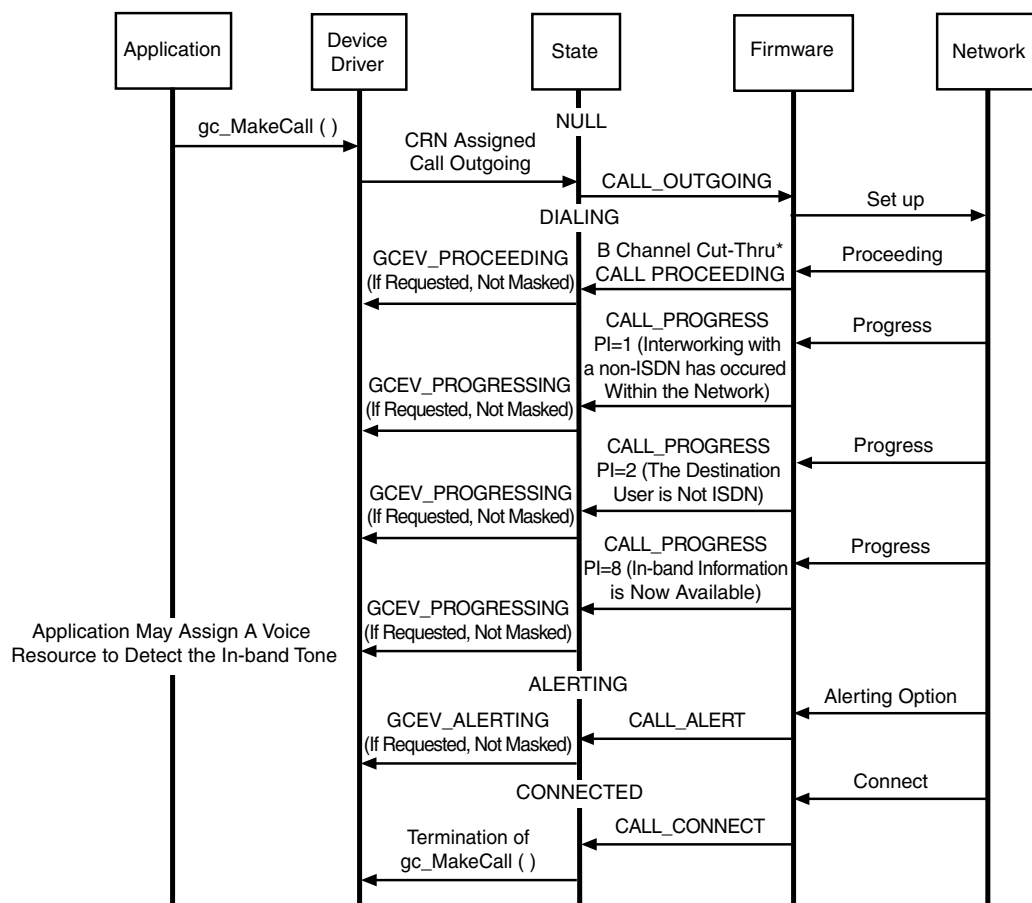 Application
Device
Driver
State
Firmware
Network
NULL
gc_MakeCall ( )
CRN Assigned
Call Outgoing
CALL_OUTGOING
Set up
DIALING
B Channel Cut-Thru*
CALL PROCEEDING
Proceeding
GCEV_PROCEEDING
(If Requested, Not Masked)
CALL_PROGRESS
PI=1 (Interworking with
a non-ISDN has occured
Within the Network)
Progress
GCEV_PROGRESSING
(If Requested, Not Masked)
CALL_PROGRESS
PI=2 (The Destination
User is Not ISDN)
Progress
GCEV_PROGRESSING
(If Requested, Not Masked)
CALL_PROGRESS
PI=8 (In-band Information
is Now Available)
Progress
GCEV_PROGRESSING
(If Requested, Not Masked)
Application May Assign A Voice
Resource to Detect the In-band Tone
ALERTING
Alerting Option
GCEV_ALERTING
(If Requested, Not Masked)
CALL_ALERT
CONNECTED
Connect
CALL_CONNECT
Termination of
gc_MakeCall ( )